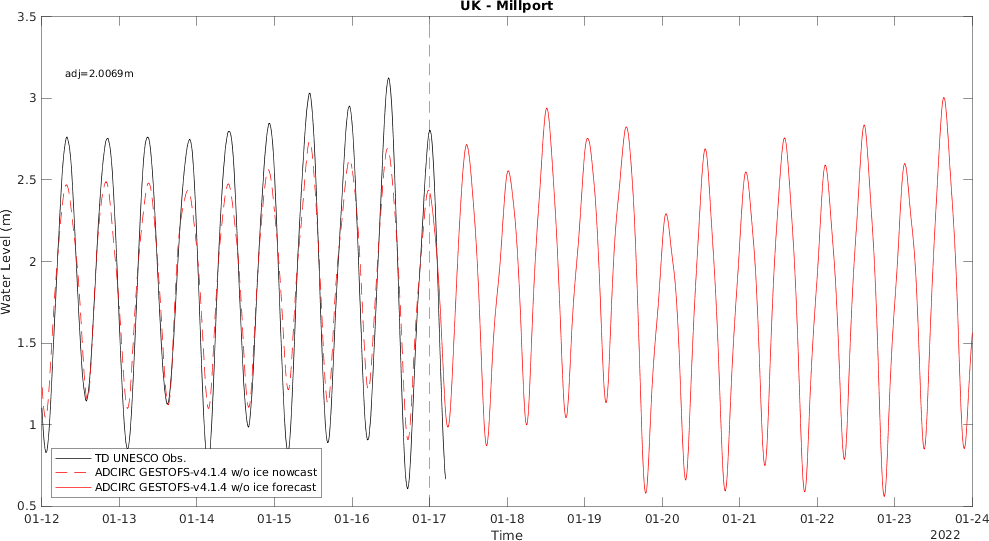 UK - Millport
3.5
3
2.5
2
1.5
1
0.5
Water Level (m)
adj=2.0069m
TD UNESCO Obs.
ADCIRC GESTOFS-v4.1.4 w/o ice nowcast
ADCIRC GESTOFS-v4.1.4 w/o ice forecast
01-12 01-13 01-14 01-15 01-16 01-17 01-18 01-19 01-20 01-21 01-22 01-23 01-24
Time
2022